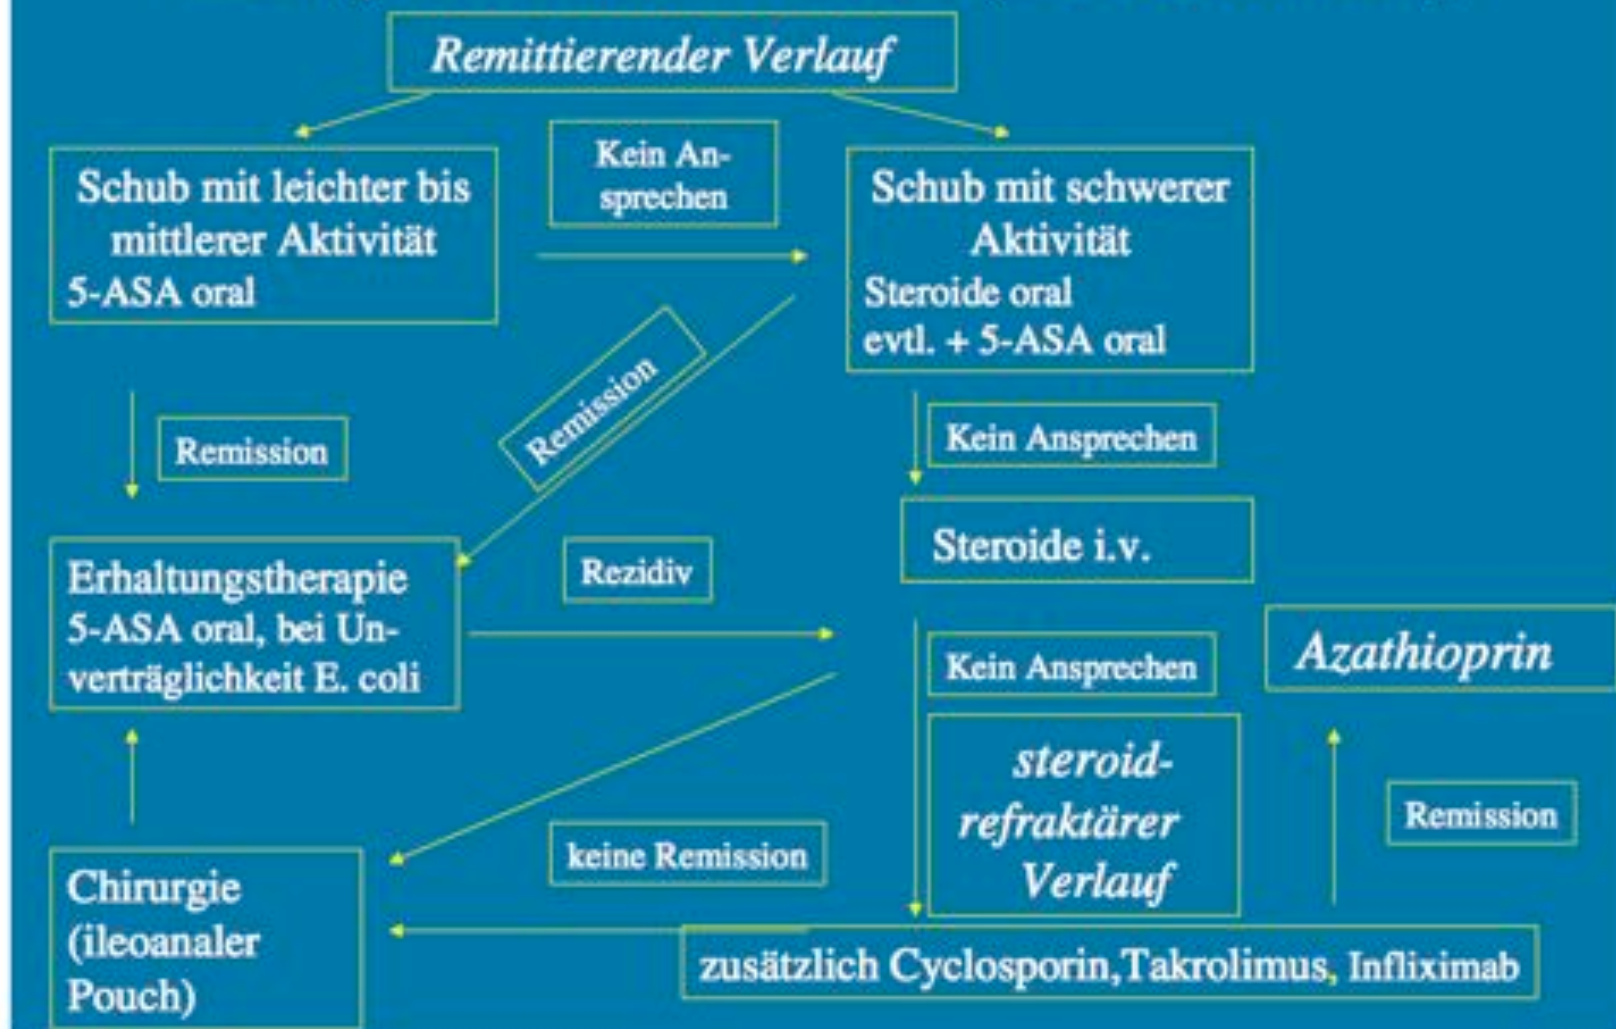 Remittierender Verlauf
Kein An-
sprechen
Schub mit leichter bis
mittlerer Aktivität
5-ASA oral
Schub mit schwerer
Aktivität
Steroide oral
evtl. + 5-ASA oral
Remission
Remission
Kein Ansprechen
Steroide i.v.
Erhaltungstherapie
5-ASA oral, bei Un-
verträglichkeit E. coli
Rezidiv
Kein Ansprechen
Azathioprin
steroid-
refraktärer
Verlauf
Remission
keine Remission
Chirurgie
(ileoanaler
Pouch)
zusätzlich Cyclosporin,Takrolimus, Infliximab